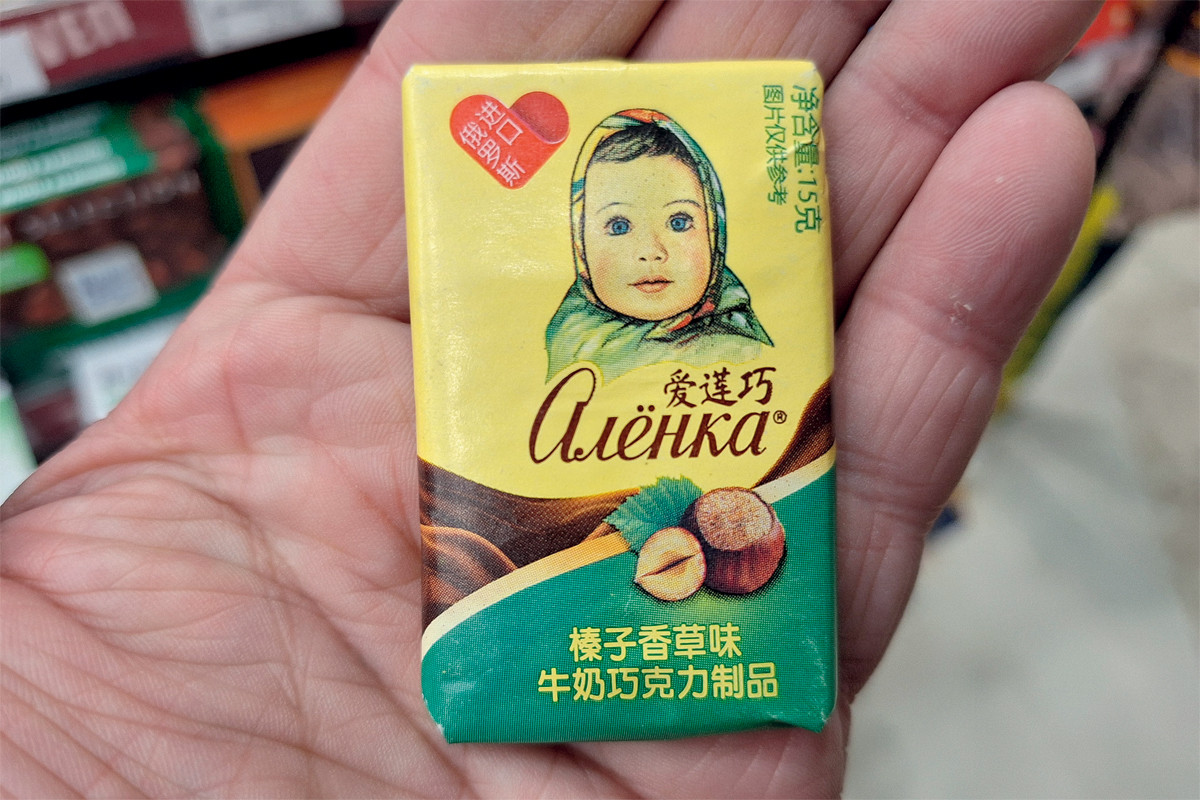 进口
俄罗斯
净含量:15克
图片仅供参考
爱莲巧
Алёнка®
榛子香草味
牛奶巧克力制品